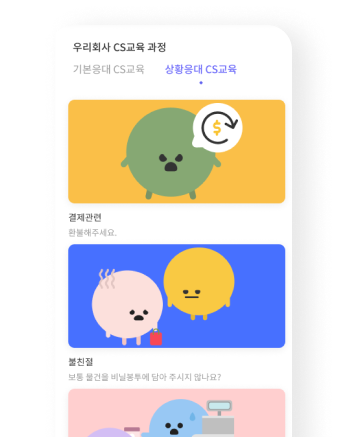 우리회사 CS교육 과정
기본응대 CS교육 상황응대 CS교육
$
결제관련
환불해주세요.
불친절
보통 물건을 비닐봉투에 담아 주시지 않나요?